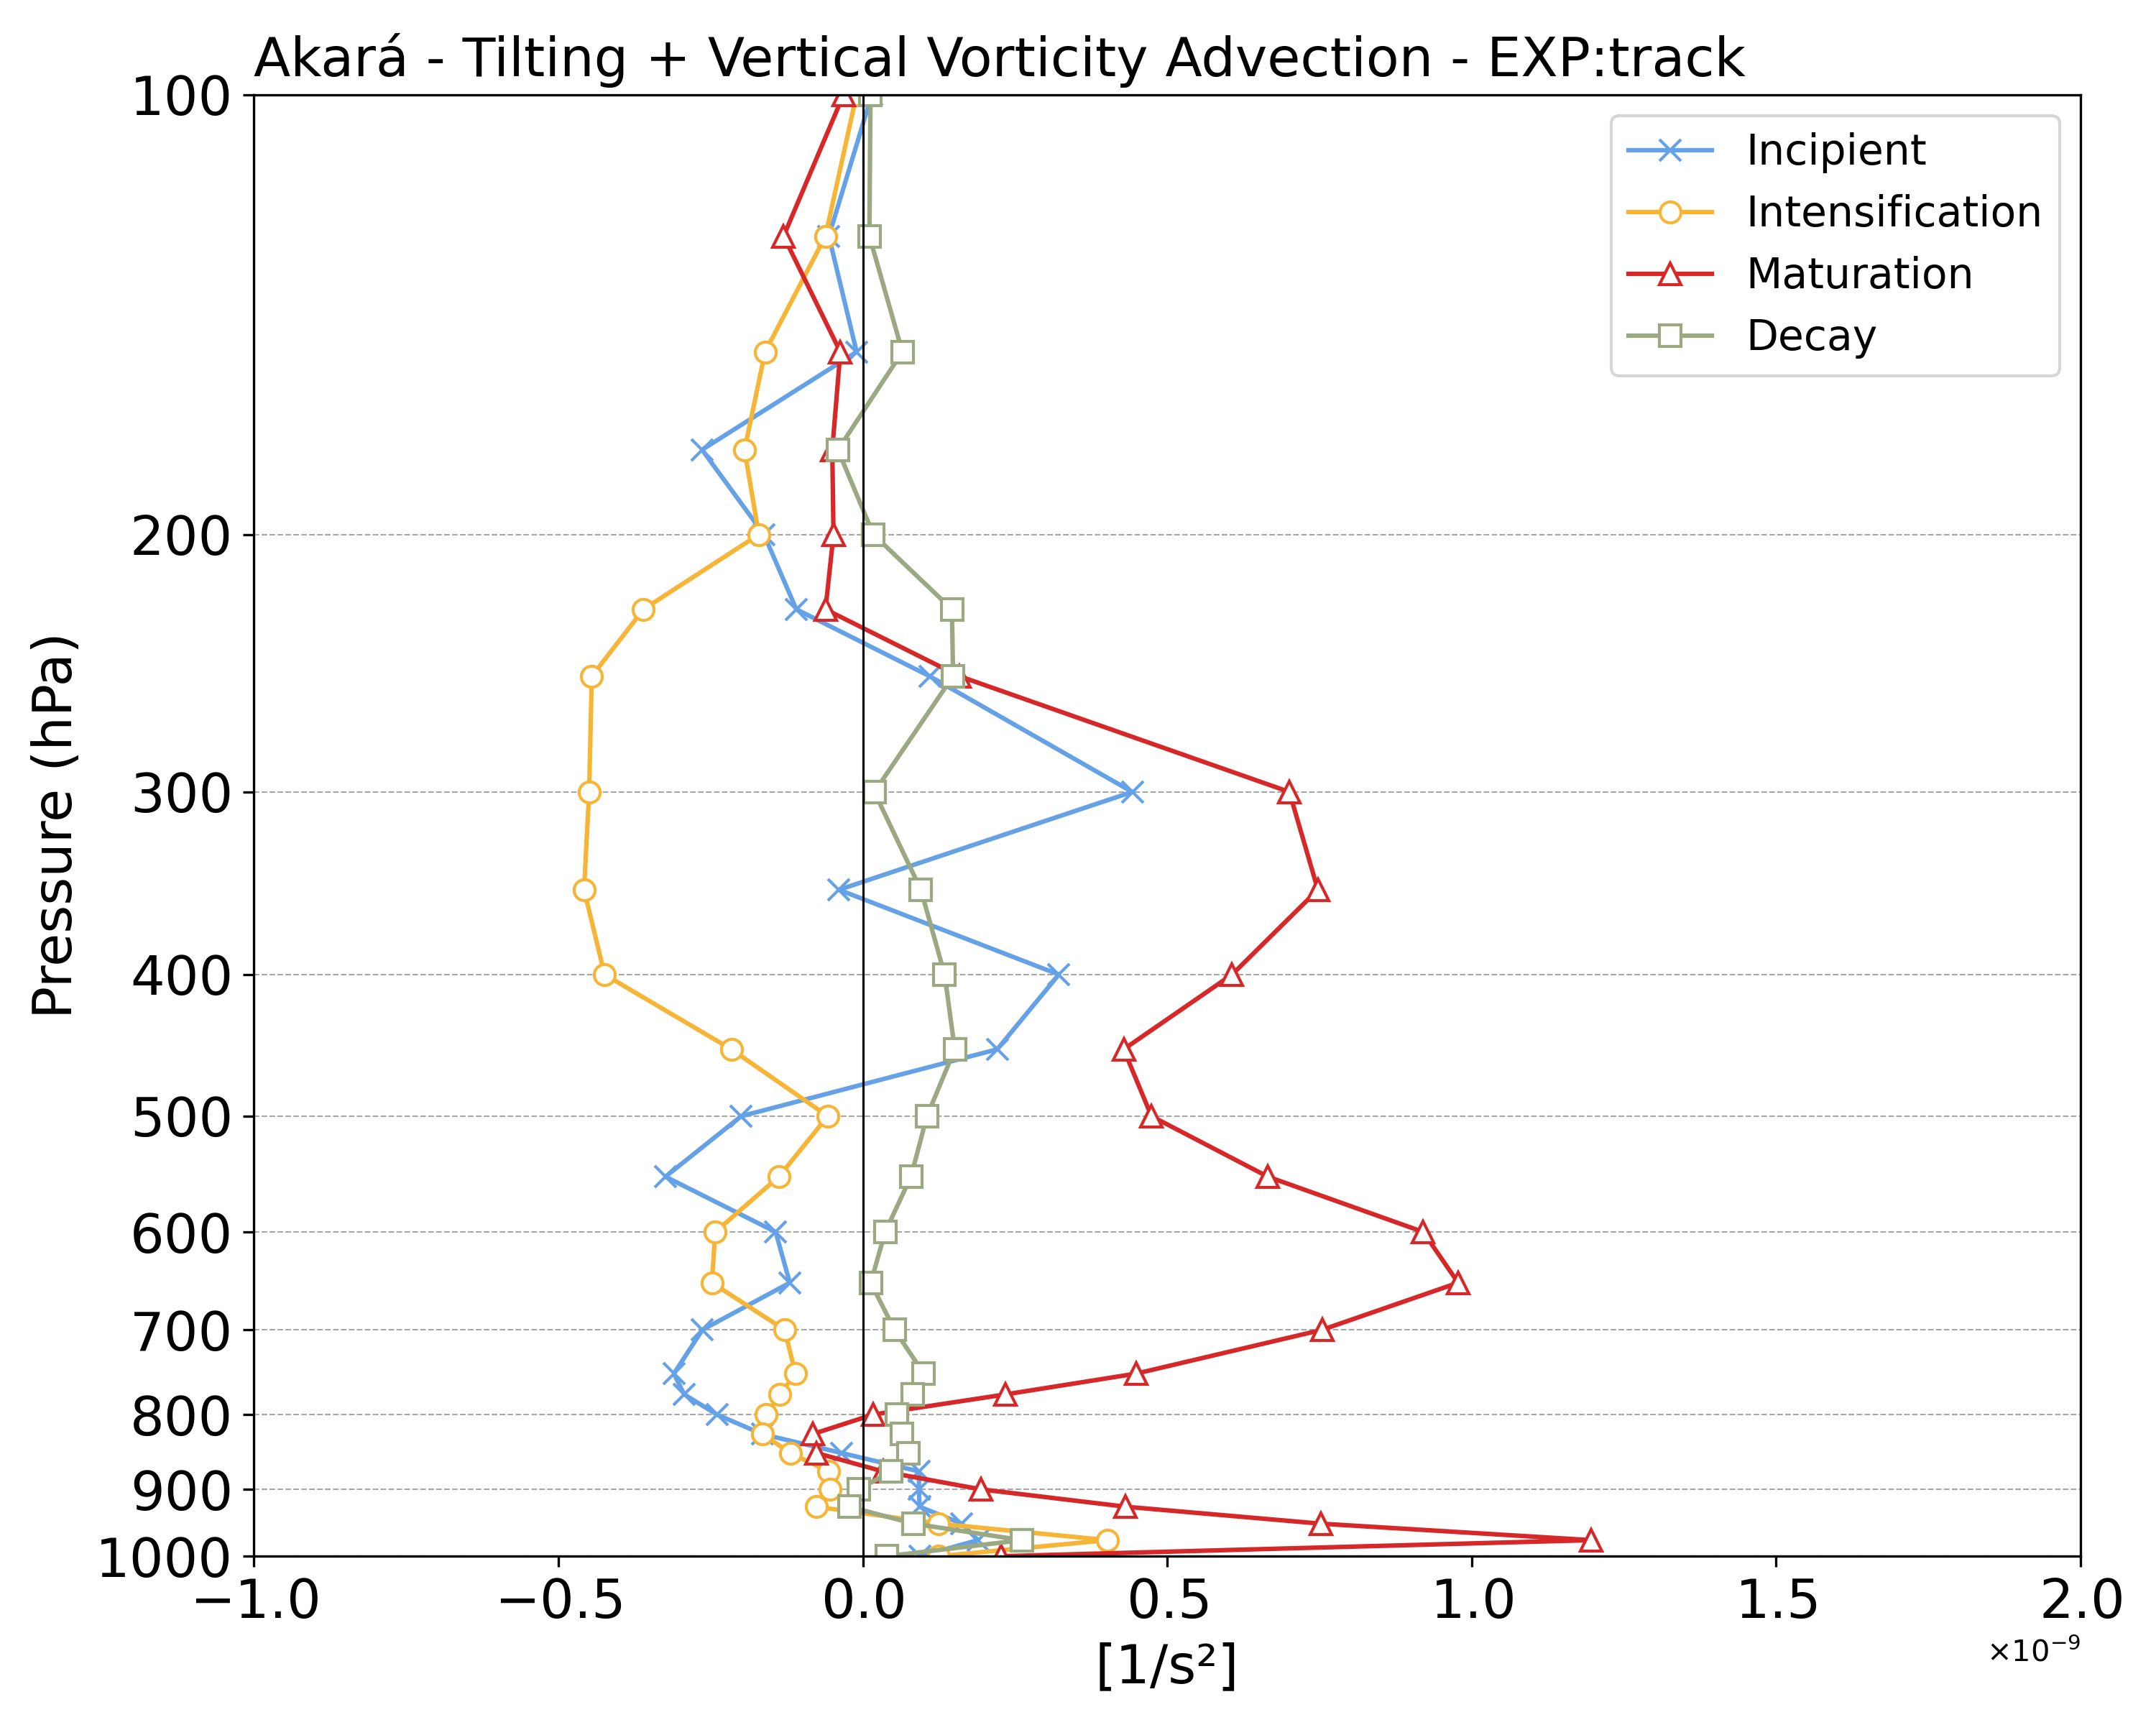 Akará - Tilting + Vertical Vorticity Advection - EXP:track
100
200
300
400
500
600
700
800
900
1000
Pressure (hPa)
Incipient
Intensification
Maturation
Decay
−1.0 −0.5 0.0 0.5 1.0 1.5 2.0
[1/s²]
×10⁻⁹